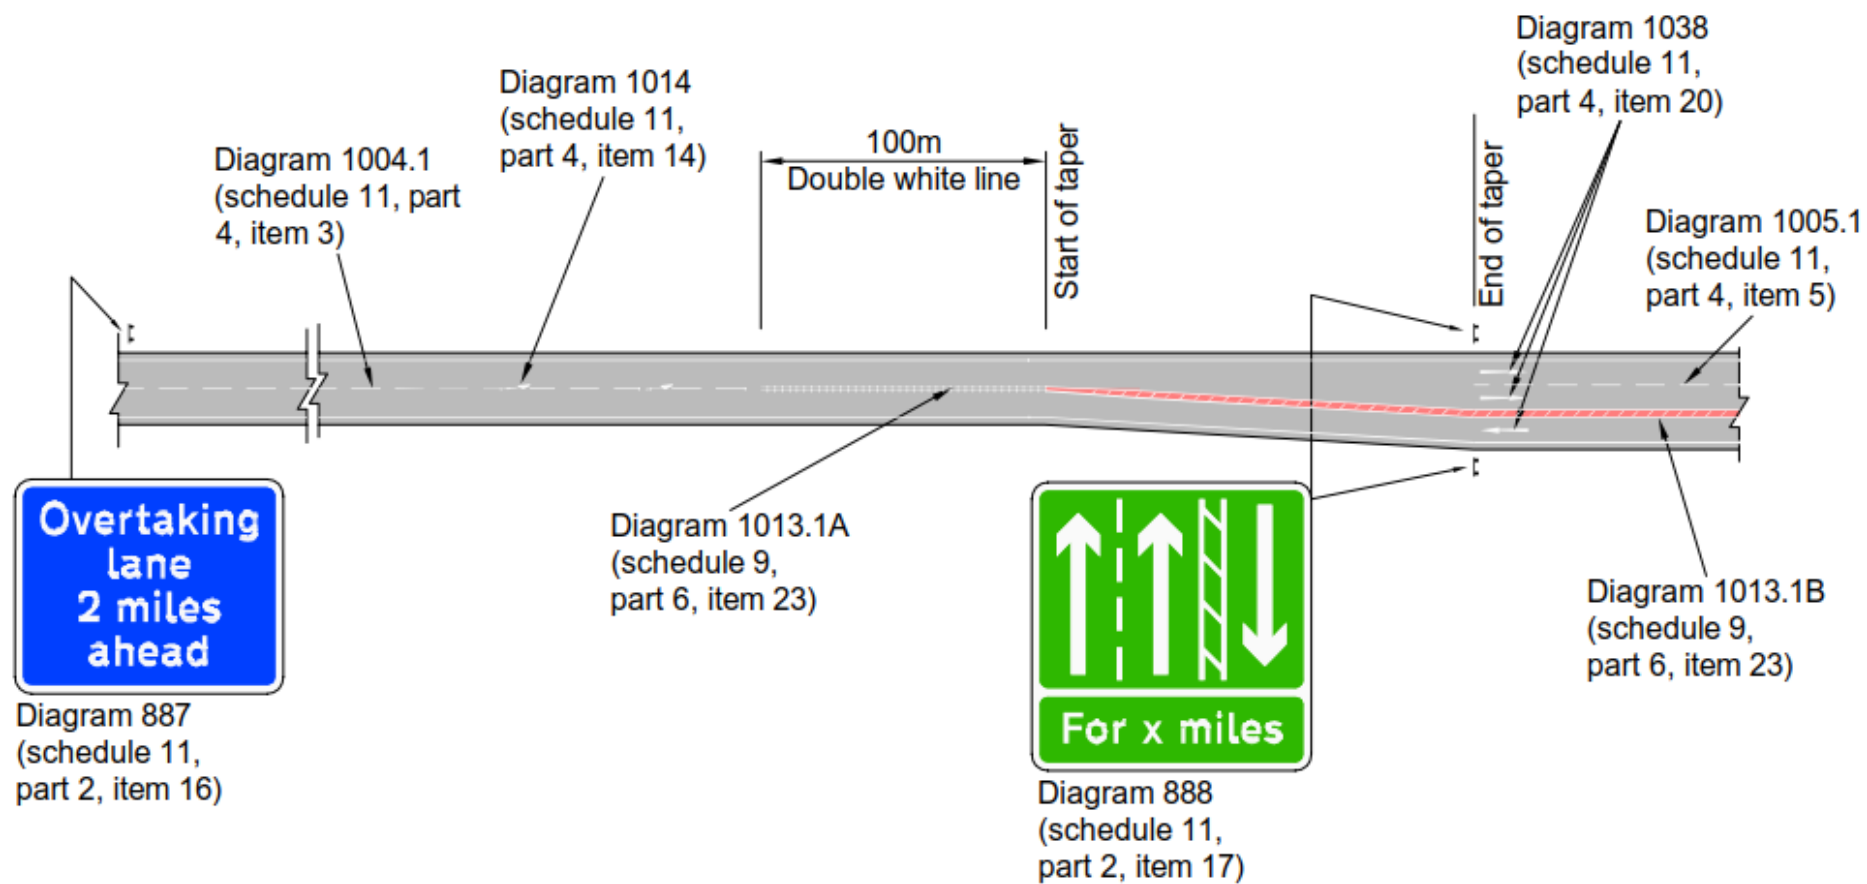 Diagram 1038
(schedule 11,
part 4, item 20)
Diagram 1014
(schedule 11,
part 4, item 14)
100m
Double white line
Start of taper
End of taper
Diagram 1004.1
(schedule 11, part
4, item 3)
Diagram 1005.1
(schedule 11,
part 4, item 5)
Overtaking
lane
2 miles
ahead
Diagram 887
(schedule 11,
part 2, item 16)
Diagram 1013.1A
(schedule 9,
part 6, item 23)
For x miles
Diagram 888
(schedule 11,
part 2, item 17)
Diagram 1013.1B
(schedule 9,
part 6, item 23)